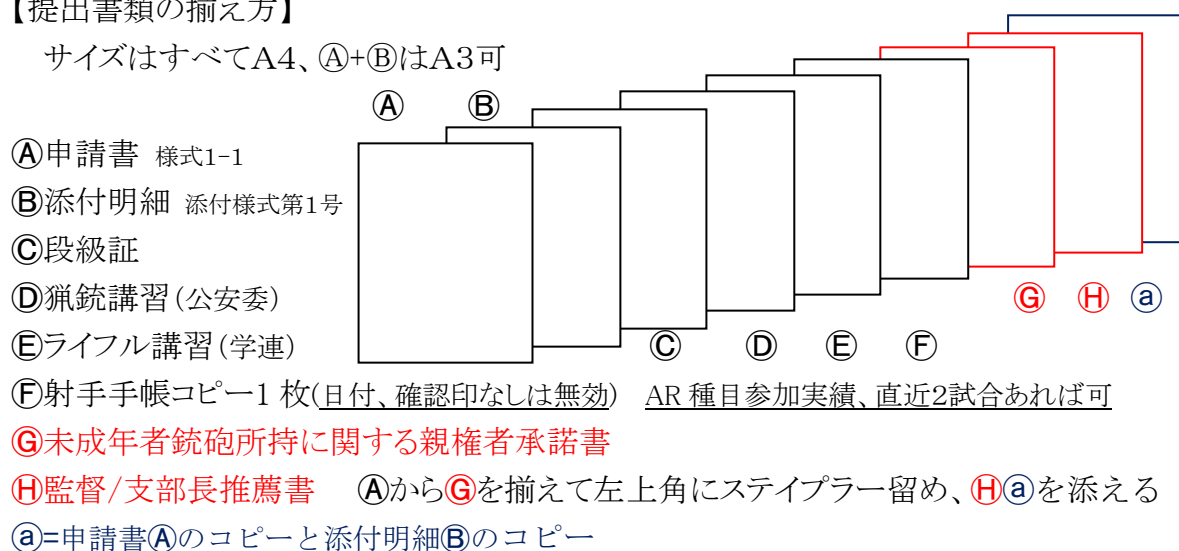 【提出書類の揃え方】
サイズはすべてA4、Ⓐ+ⒷはA3可
Ⓐ Ⓑ
Ⓐ申請書 様式1-1
Ⓑ添付明細 添付様式第1号
Ⓒ段級証
Ⓓ猟銃講習(公安委)
Ⓖ Ⓗ ⓐ
Ⓔライフル講習(学連)
Ⓒ Ⓓ Ⓔ Ⓕ
Ⓕ射手手帳コピー1枚(日付、確認印なしは無効) AR種目参加実績、直近2試合あれば可
Ⓖ未成年者銃砲所持に関する親権者承諾書
Ⓗ監督/支部長推薦書 ⒶからⒼを揃えて左上角にステイプラー留め、Ⓗⓐを添える
ⓐ=申請書Ⓐのコピーと添付明細Ⓑのコピー